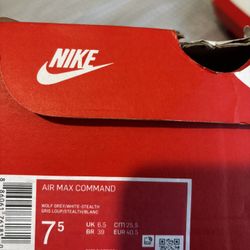 NIKE
AIR MAX COMMAND
WOLF GREY/WHITE-STEALTH
GRIS LOUP/STEALTH/BLANC
7.5
UK 6.5 cm 25.5
BR 39 EUR 40.5